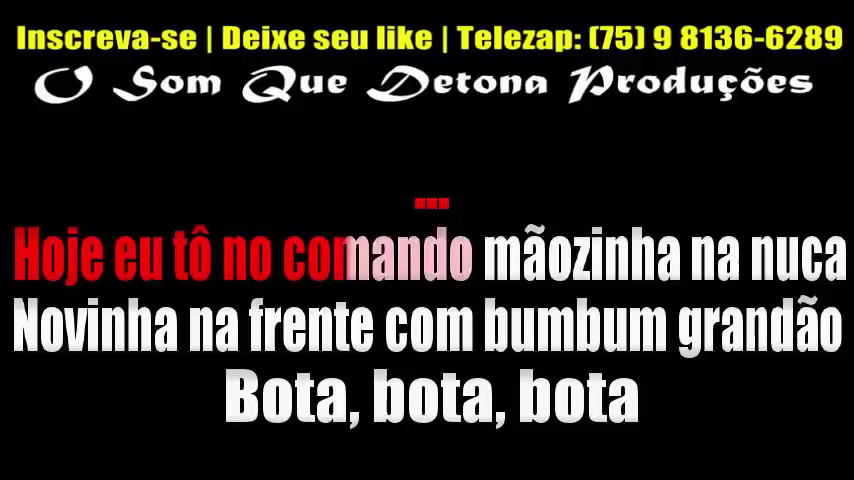 Inscreva-se | Deixe seu like | Telezap: (75) 9 8136-6289
O Som Que Detona Produções
...
Hoje eu tô no comando mãozinha na nuca
Novinha na frente com bumbum grandão
Bota, bota, bota